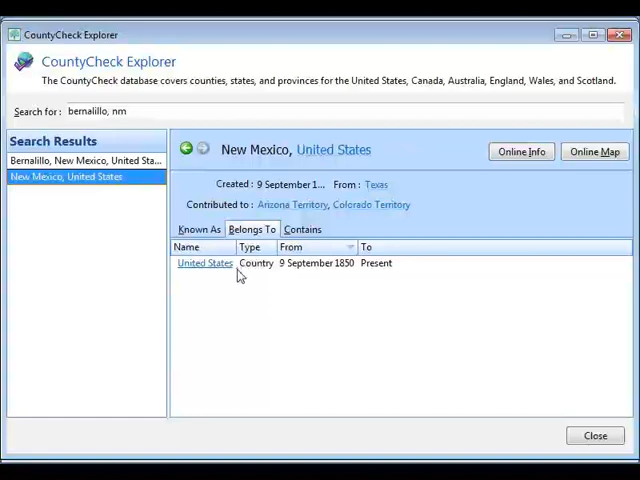 CountyCheck Explorer
CountyCheck Explorer
The CountyCheck database covers counties, states, and provinces for the United States, Canada, Australia, England, Wales, and Scotland.
Search for: bernalillo, nm
Search Results
Bernalillo, New Mexico, United Sta...
New Mexico, United States
New Mexico, United States
Online Info
Online Map
Created : 9 September 1... From : Texas
Contributed to : Arizona Territory, Colorado Territory
Known As Belongs To Contains
Name Type From To
United States Country 9 September 1850 Present
Close